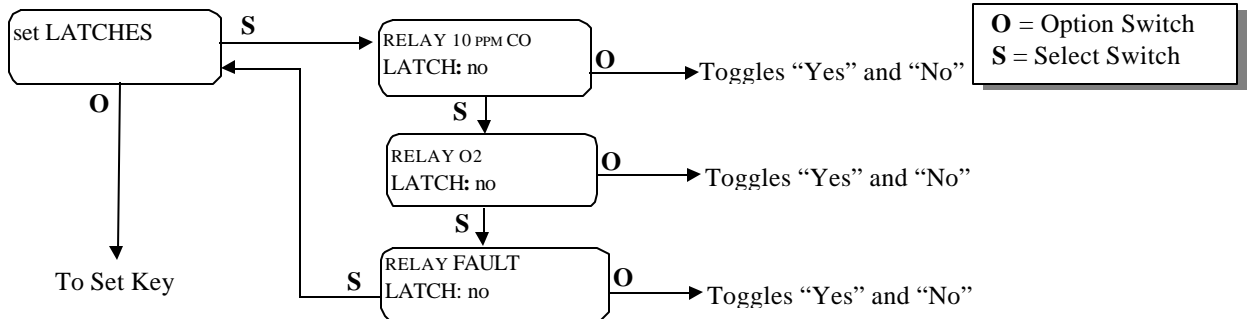 set LATCHES
S
RELAY 10 PPM CO
LATCH: no
O
Toggles “Yes” and “No”
O = Option Switch
S = Select Switch
O
S
RELAY O2
LATCH: no
O
Toggles “Yes” and “No”
S
To Set Key
S
RELAY FAULT
LATCH: no
O
Toggles “Yes” and “No”